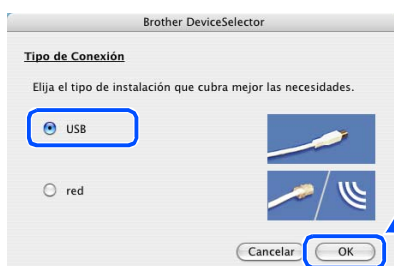 Brother DeviceSelector
Tipo de Conexión
Elija el tipo de instalación que cubra mejor las necesidades.
USB
red
Cancelar OK